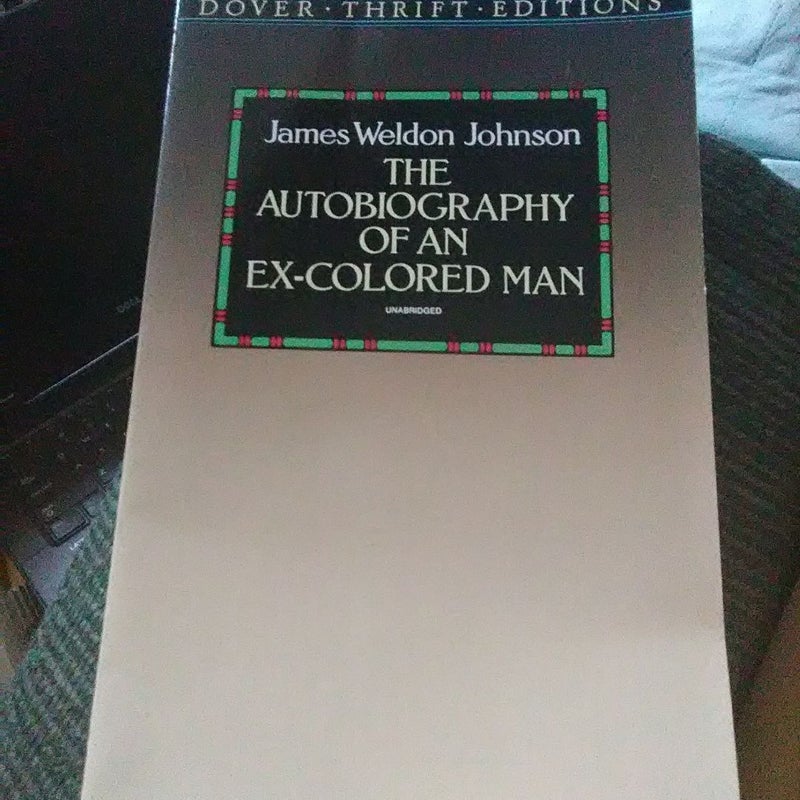 DOVER · THRIFT · EDITIONS
James Weldon Johnson
THE
AUTOBIOGRAPHY
OF AN
EX-COLORED MAN
UNABRIDGED